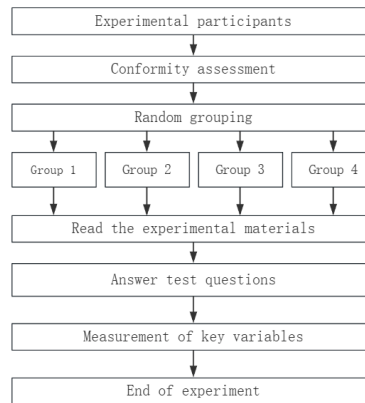 Experimental participants
Conformity assessment
Random grouping
Group 1
Group 2
Group 3
Group 4
Read the experimental materials
Answer test questions
Measurement of key variables
End of experiment